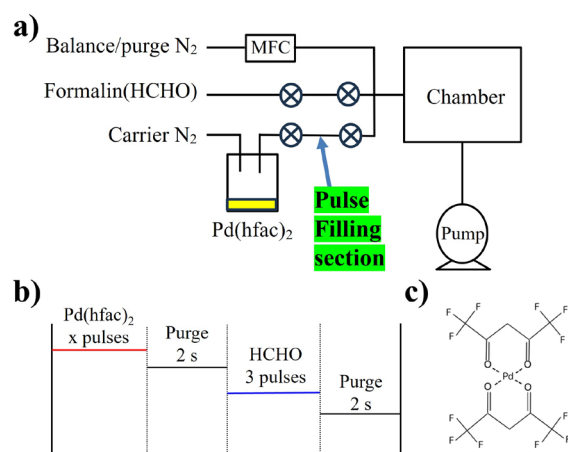 a)
Balance/purge N₂
MFC
Formalin(HCHO)
Chamber
Carrier N₂
Pulse
Filling
section
Pd(hfac)₂
Pump
b)
Pd(hfac)₂
x pulses
Purge
2 s
HCHO
3 pulses
Purge
2 s
c)
F F F F
F F
O O
Pd
O O
F F
F F F F